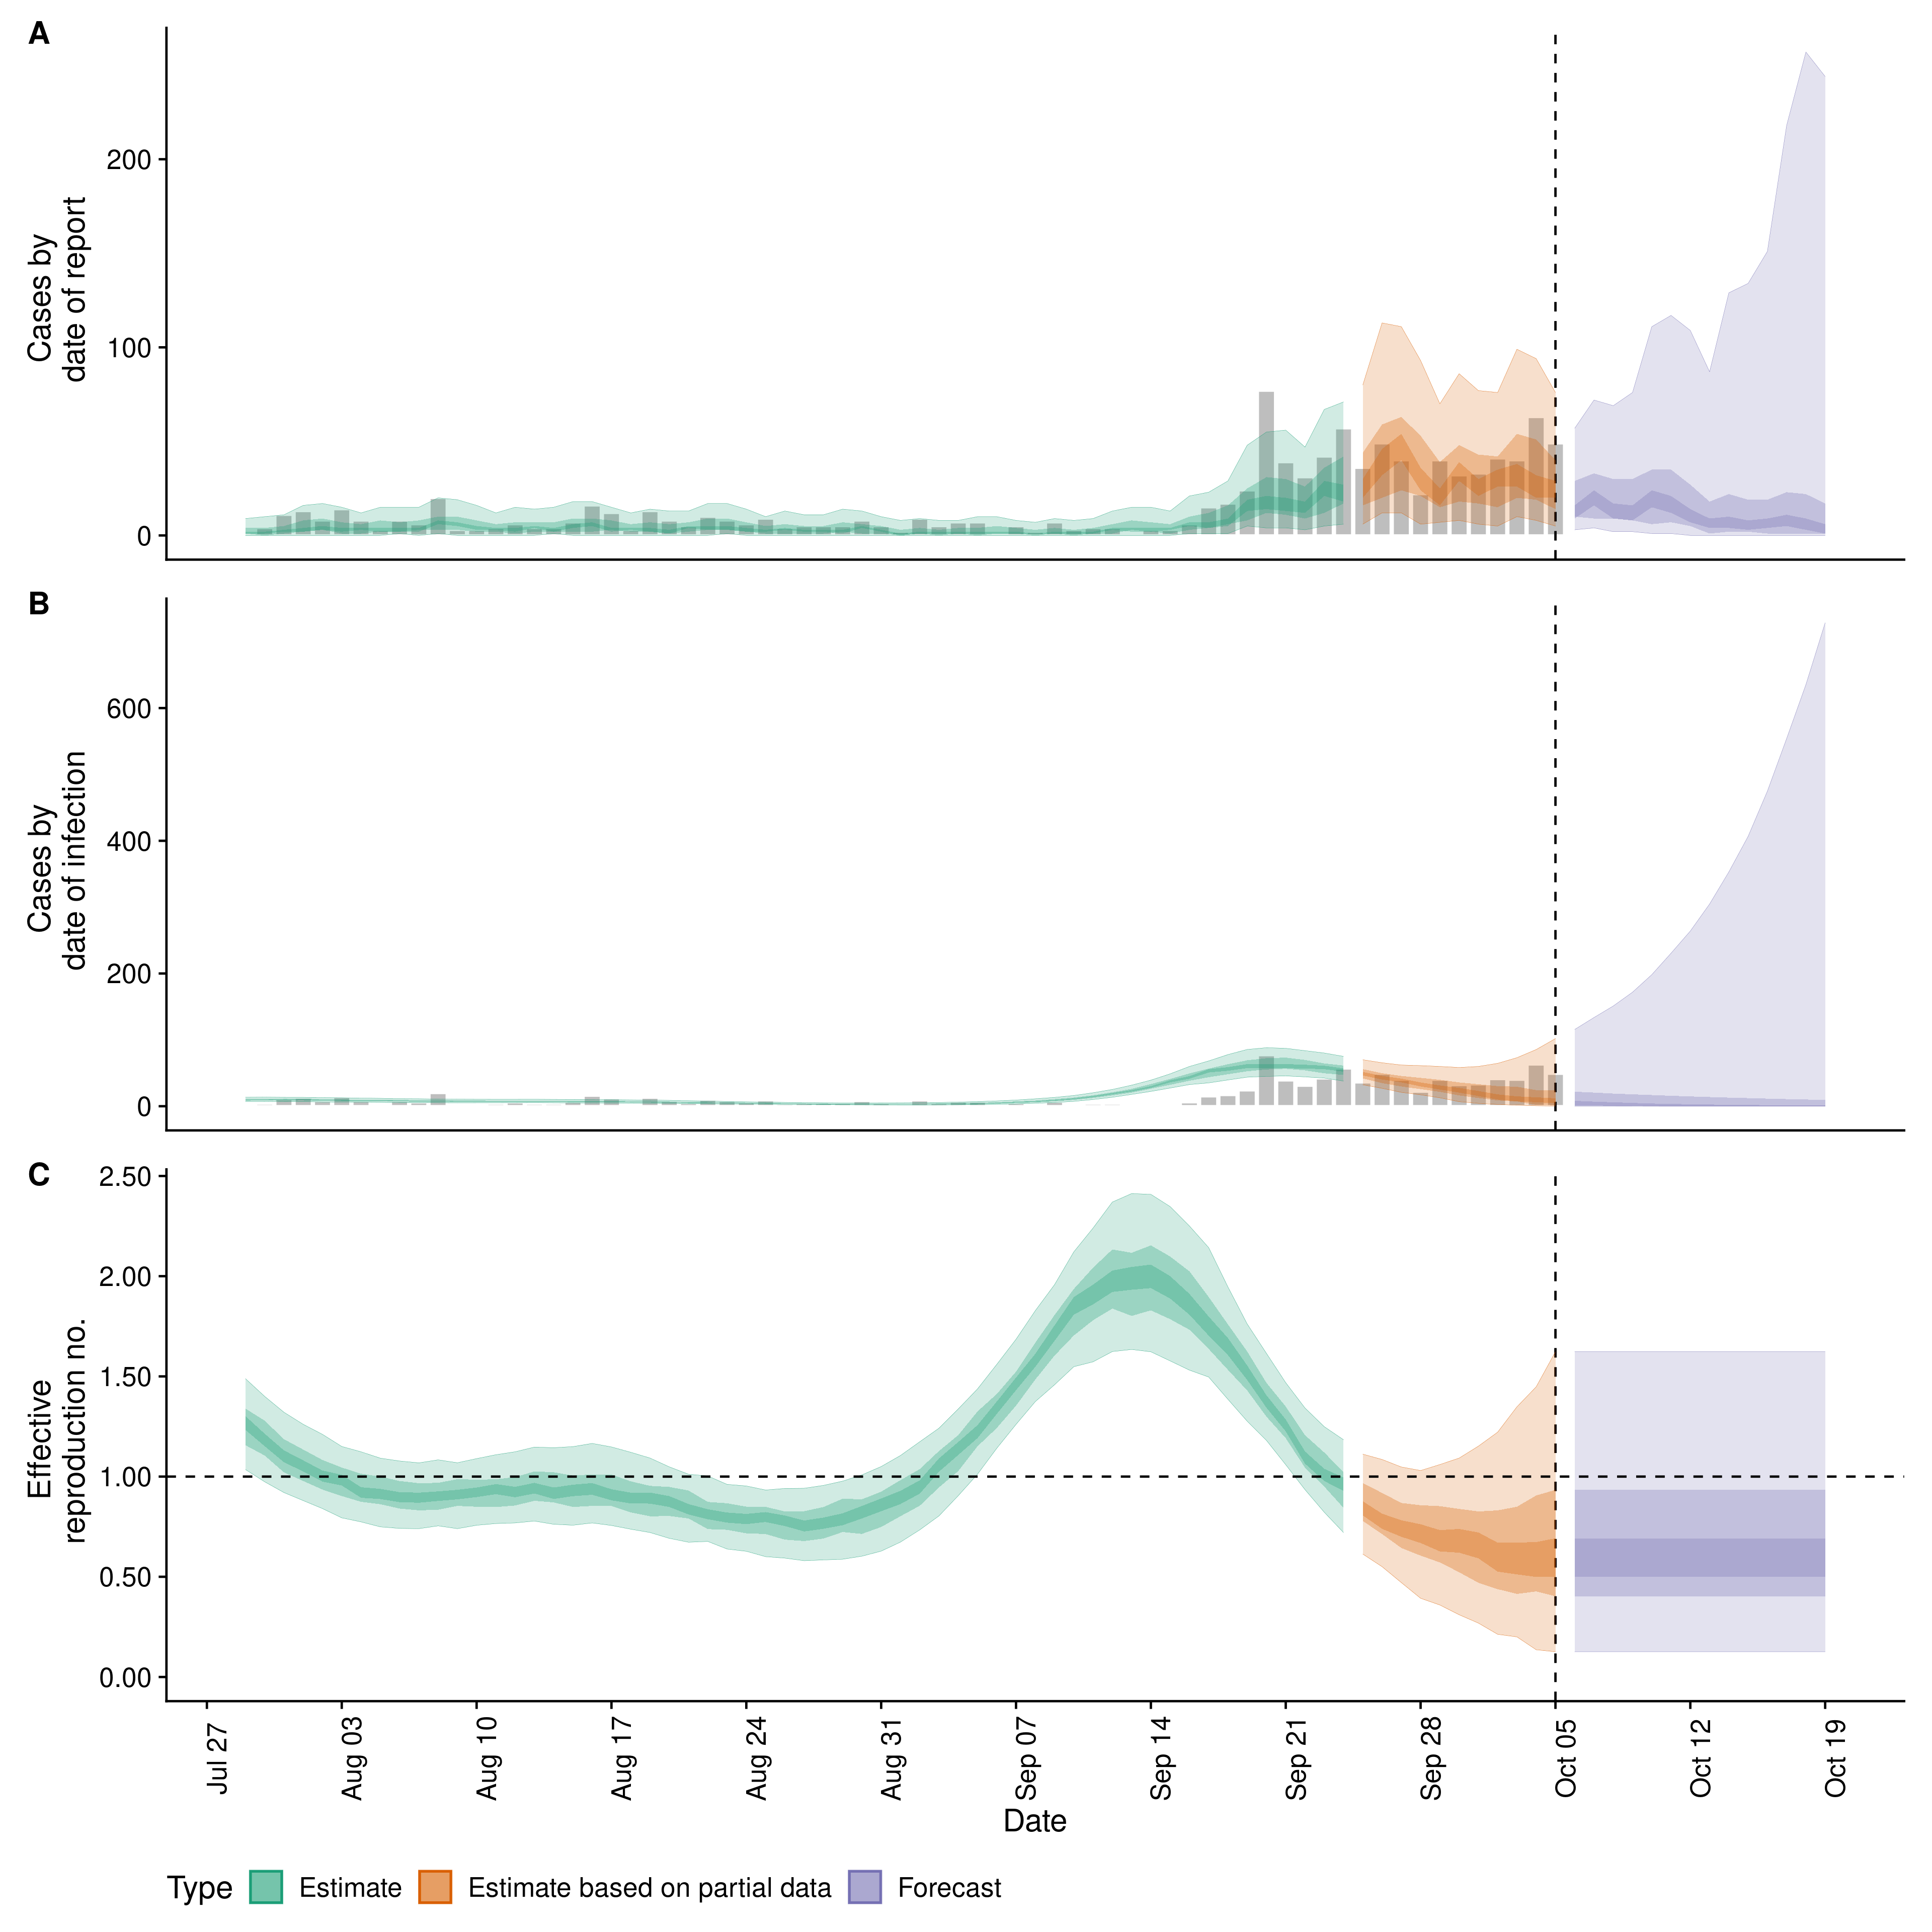 A
Cases by
date of report
200
100
0
B
Cases by
date of infection
600
400
200
0
C
Effective
reproduction no.
2.50
2.00
1.50
1.00
0.50
0.00
Jul 27
Aug 03
Aug 10
Aug 17
Aug 24
Aug 31
Sep 07
Sep 14
Sep 21
Sep 28
Oct 05
Oct 12
Oct 19
Date
Type Estimate Estimate based on partial data Forecast